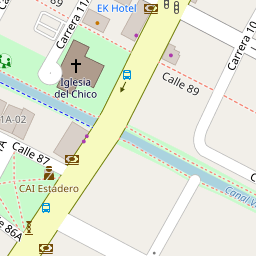 EK Hotel
Carrera 11
Carrera 10
Calle 89
Iglesia
del Chico
1A-02
Calle 87
CAI Estadero
Canal V
86A